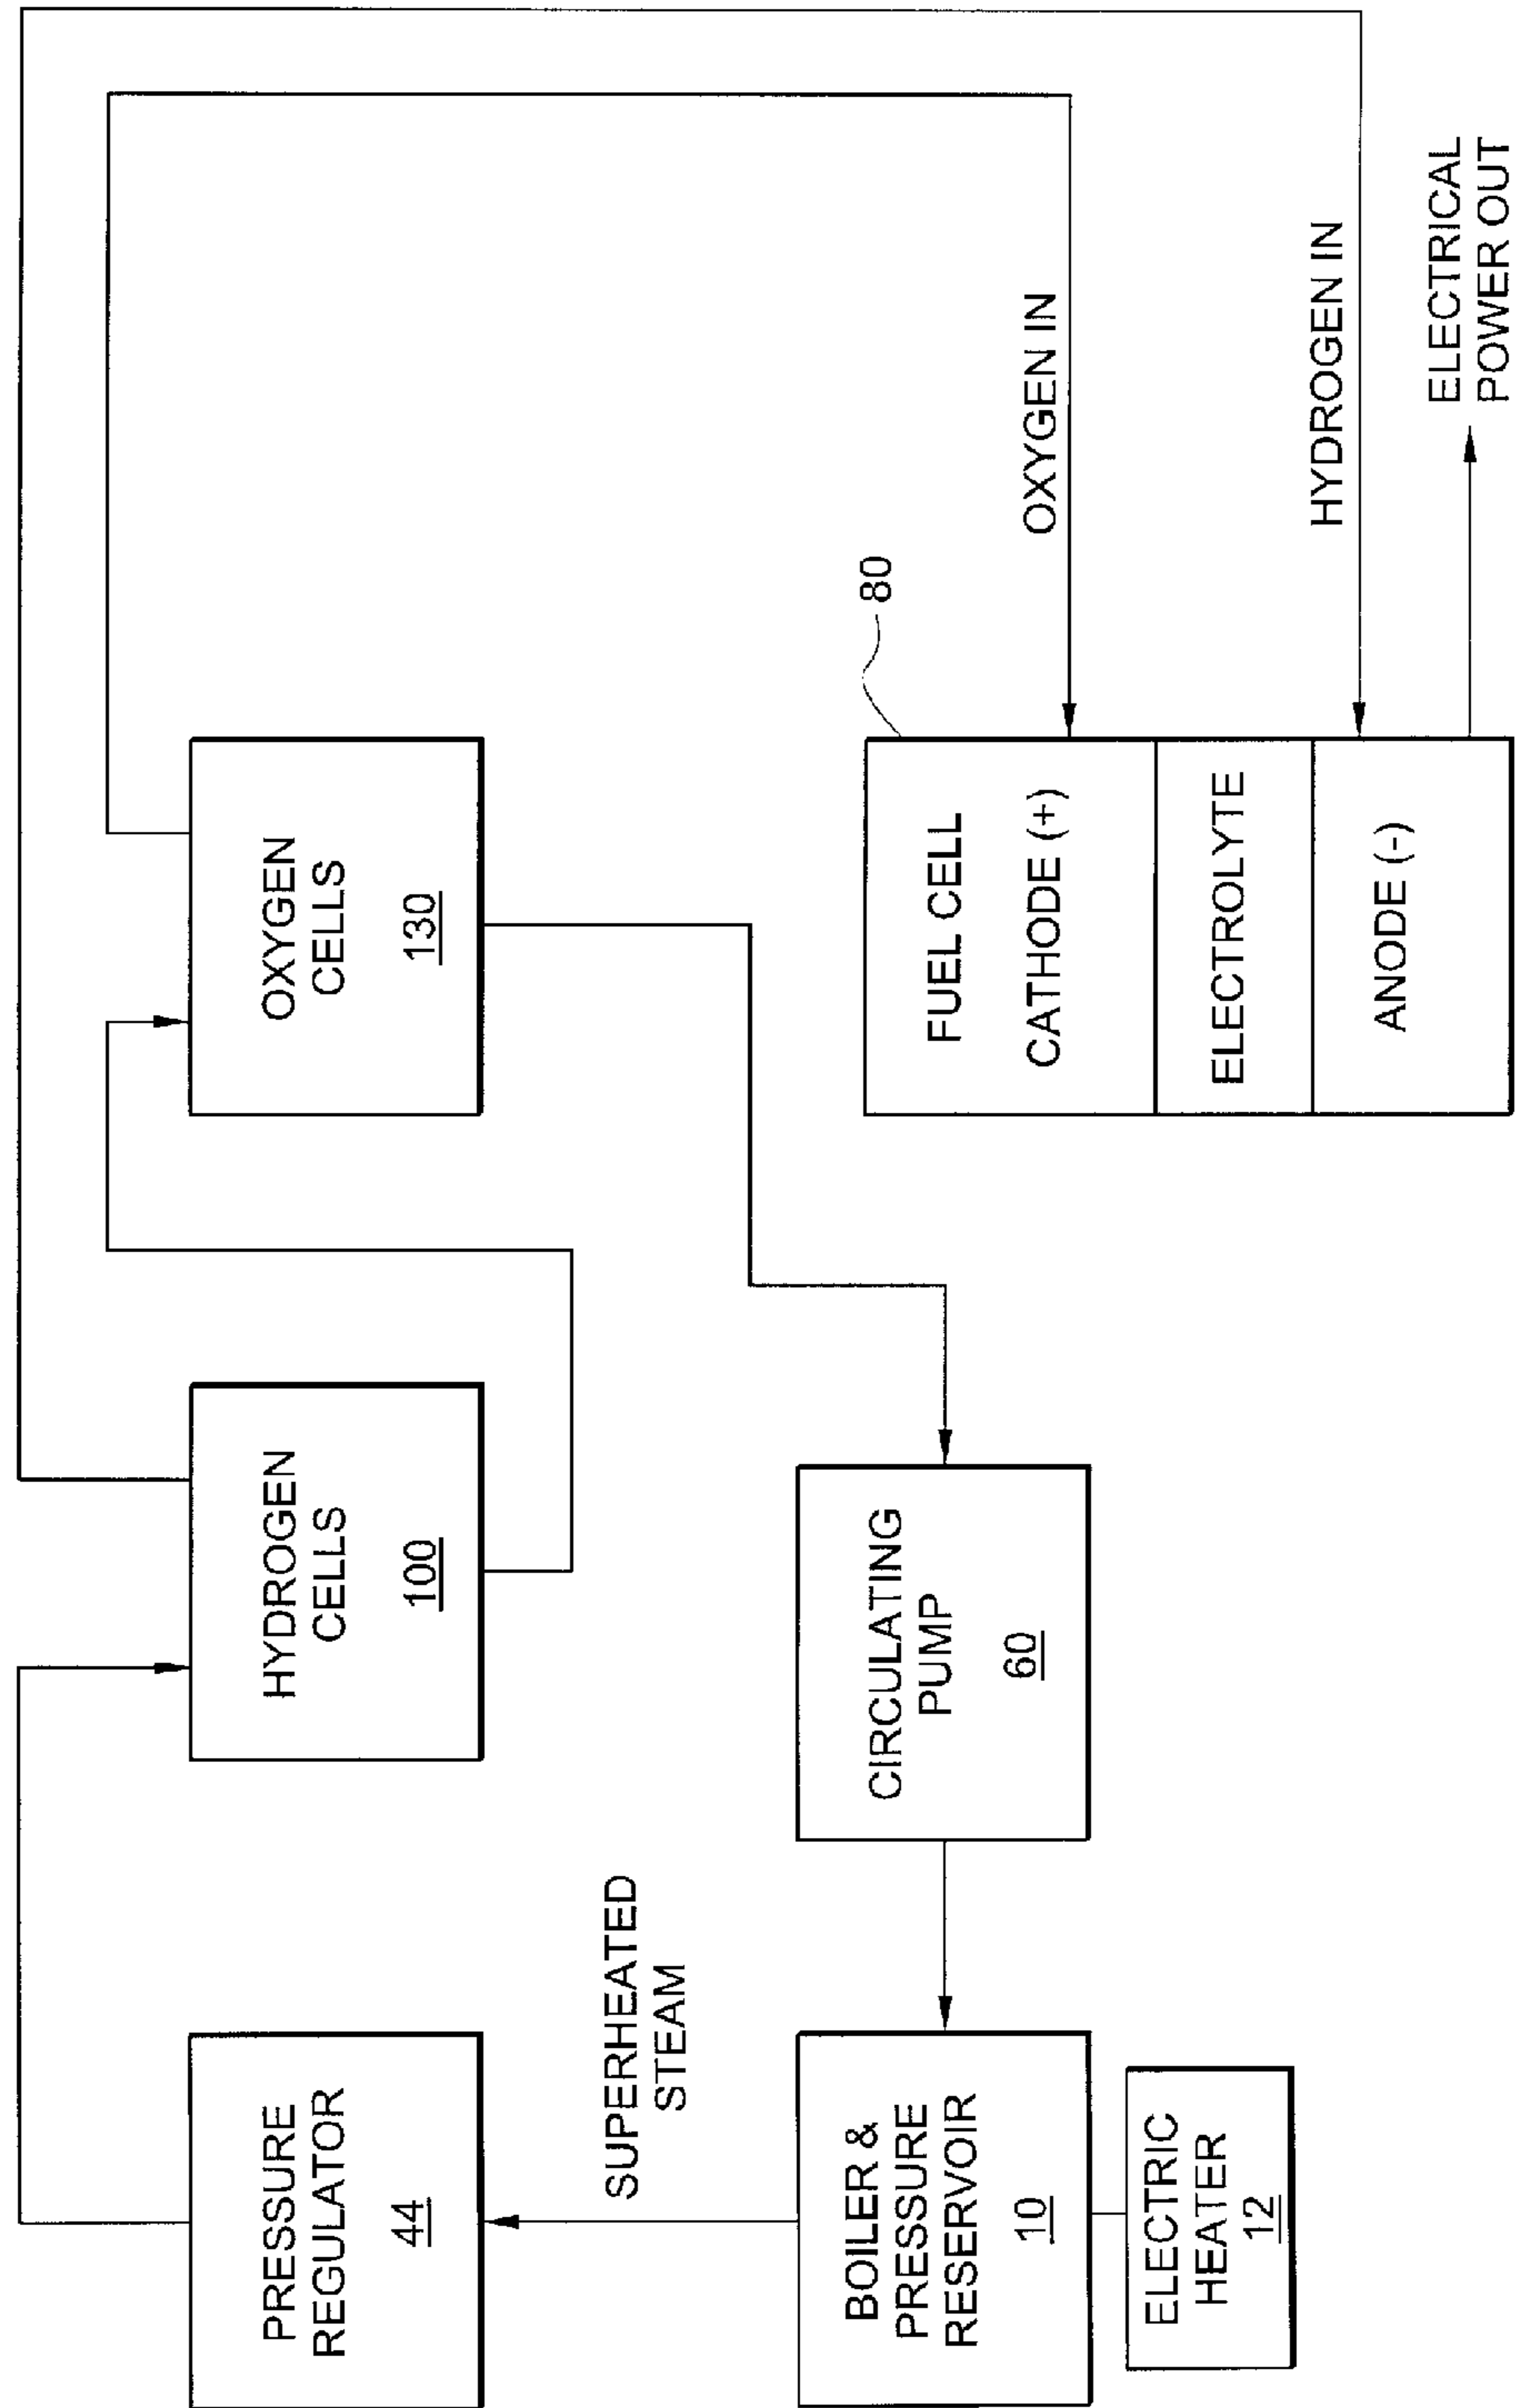 PRESSURE
REGULATOR
44
HYDROGEN
CELLS
100
OXYGEN
CELLS
130
SUPERHEATED
STEAM
BOILER &
PRESSURE
RESERVOIR
10
ELECTRIC
HEATER
12
CIRCULATING
PUMP
60
80
FUEL CELL
CATHODE (+)
ELECTROLYTE
ANODE (-)
OXYGEN IN
HYDROGEN IN
ELECTRICAL
POWER OUT